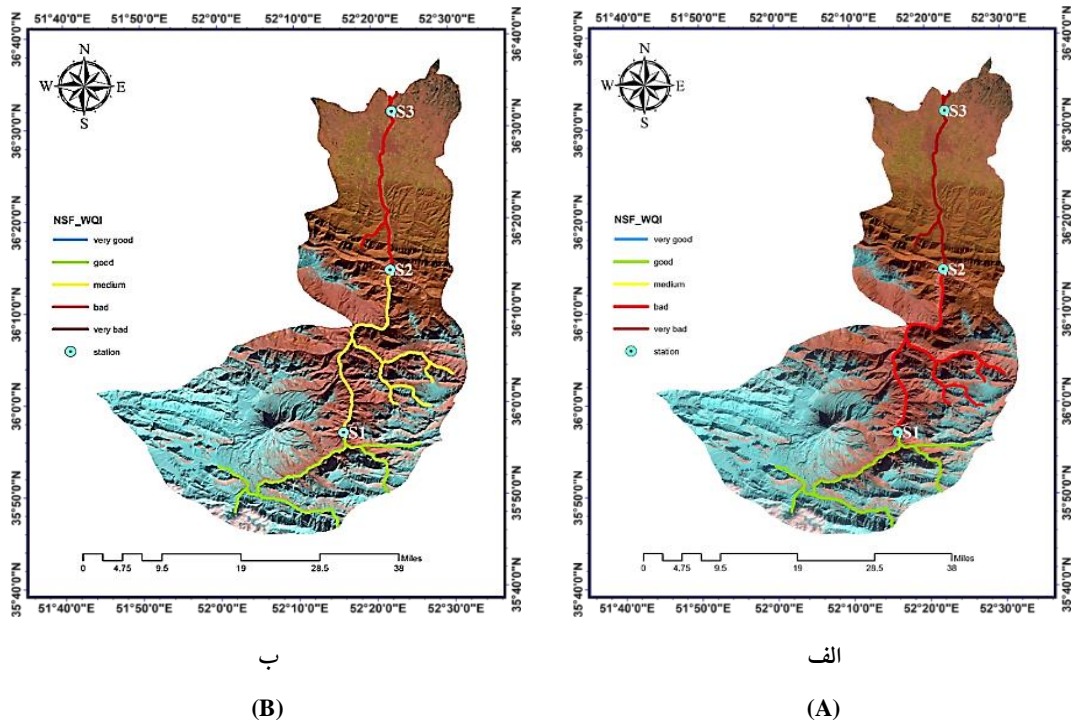 51°40'0"E 51°50'0"E 52°0'0"E 52°10'0"E 52°20'0"E 52°30'0"E
36°40'0"N
36°30'0"N
36°20'0"N
36°10'0"N
36°0'0"N
35°50'0"N
35°40'0"N
N
W E
S
S3
S2
S1
NSF_WQI
very good
good
medium
bad
very bad
station
Miles
0 4.75 9.5 19 28.5 38
36°40'0"N
36°30'0"N
36°20'0"N
36°10'0"N
36°0'0"N
35°50'0"N
35°40'0"N
51°40'0"E 51°50'0"E 52°0'0"E 52°10'0"E 52°20'0"E 52°30'0"E
ب
(B)
51°40'0"E 51°50'0"E 52°0'0"E 52°10'0"E 52°20'0"E 52°30'0"E
36°40'0"N
36°30'0"N
36°20'0"N
36°10'0"N
36°0'0"N
35°50'0"N
35°40'0"N
N
W E
S
S3
S2
S1
NSF_WQI
very good
good
medium
bad
very bad
station
Miles
0 4.75 9.5 19 28.5 38
36°40'0"N
36°30'0"N
36°20'0"N
36°10'0"N
36°0'0"N
35°50'0"N
35°40'0"N
51°40'0"E 51°50'0"E 52°0'0"E 52°10'0"E 52°20'0"E 52°30'0"E
الف
(A)